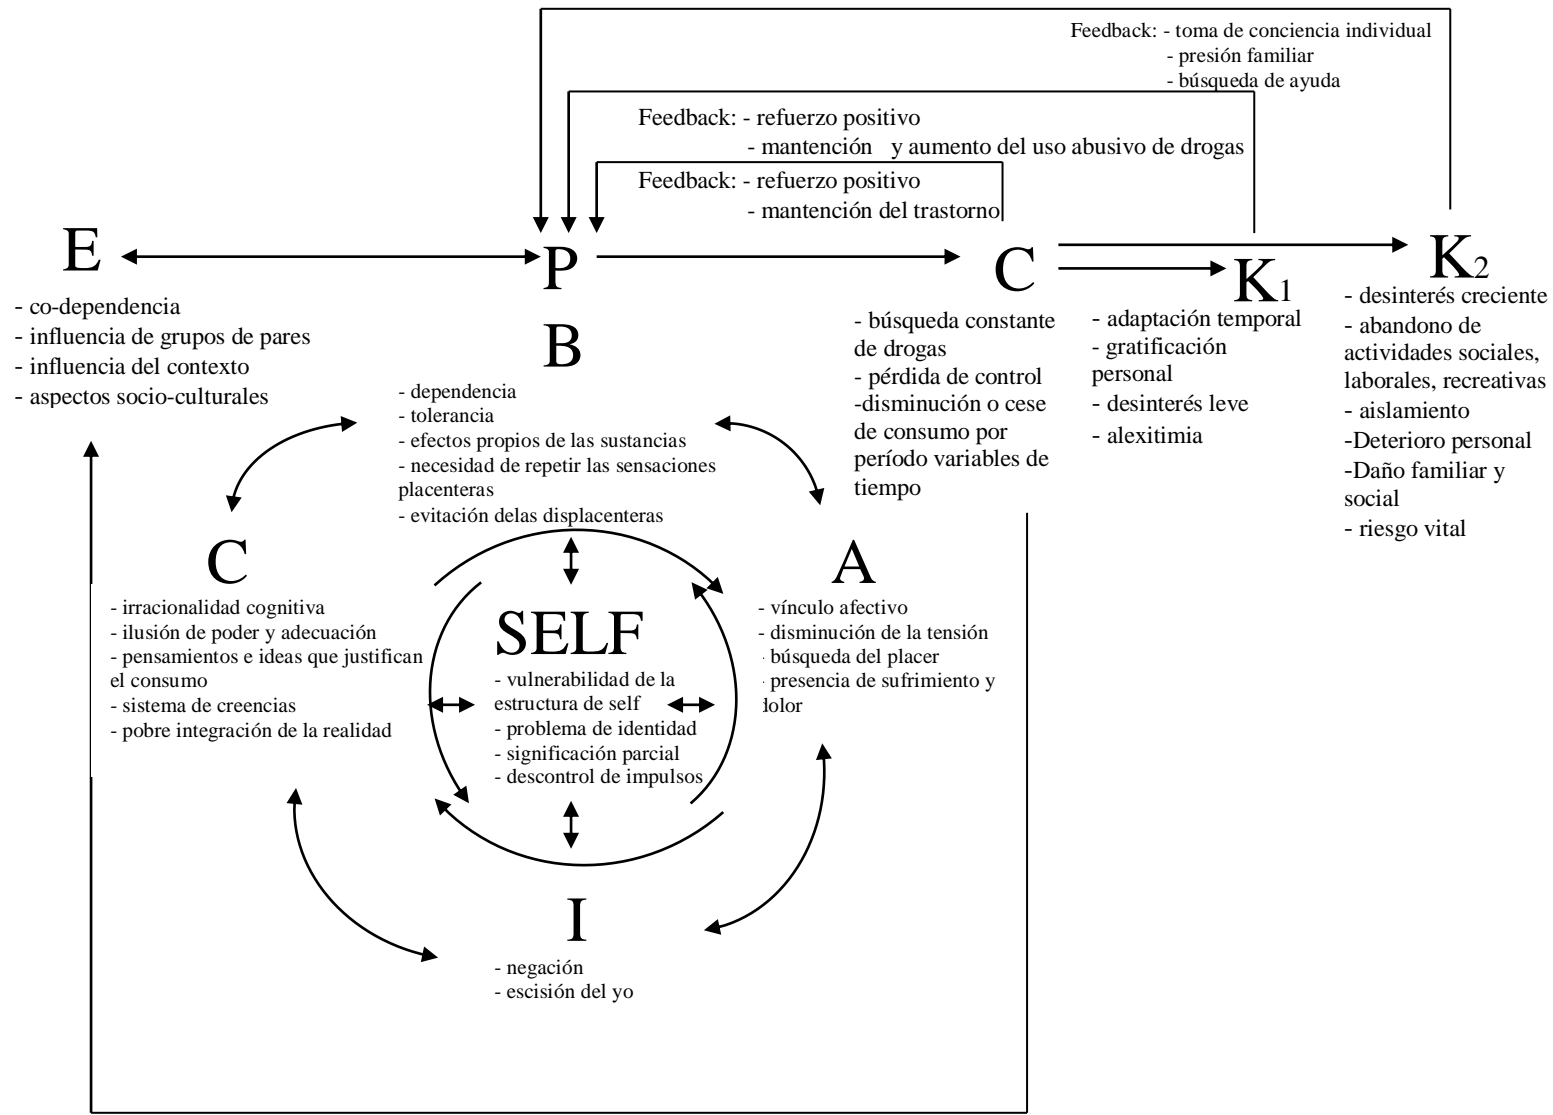 Feedback: - toma de conciencia individual
- presión familiar
- búsqueda de ayuda
Feedback: - refuerzo positivo
- mantención y aumento del uso abusivo de drogas
Feedback: - refuerzo positivo
- mantención del trastorno
E
- co-dependencia
- influencia de grupos de pares
- influencia del contexto
- aspectos socio-culturales
P
B
- dependencia
- tolerancia
- efectos propios de las sustancias
- necesidad de repetir las sensaciones
placenteras
- evitación delas displacenteras
C
- búsqueda constante
de drogas
- pérdida de control
-disminución o cese
de consumo por
período variables de
tiempo
K1
- adaptación temporal
- gratificación
personal
- desinterés leve
- alexitimia
K2
- desinterés creciente
- abandono de
actividades sociales,
laborales, recreativas
- aislamiento
-Deterioro personal
-Daño familiar y
social
- riesgo vital
C
- irracionalidad cognitiva
- ilusión de poder y adecuación
- pensamientos e ideas que justifican
el consumo
- sistema de creencias
- pobre integración de la realidad
SELF
- vulnerabilidad de la
estructura de self
- problema de identidad
- significación parcial
- descontrol de impulsos
A
- vínculo afectivo
- disminución de la tensión
- búsqueda del placer
- presencia de sufrimiento y
dolor
I
- negación
- escisión del yo